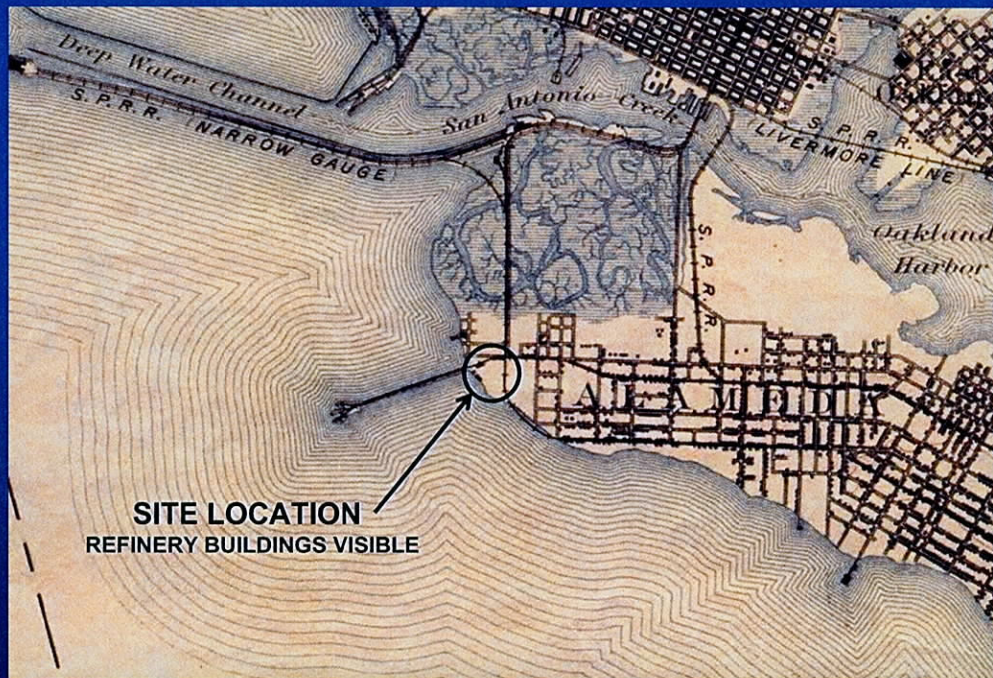 Deep Water Channel
S.P.R.R. NARROW GAUGE
San Antonio Creek
S.P.R.R.
LIVERMORE LINE
Oakland
Harbor
S.P.R.R.
ALAMEDA
SITE LOCATION
REFINERY BUILDINGS VISIBLE